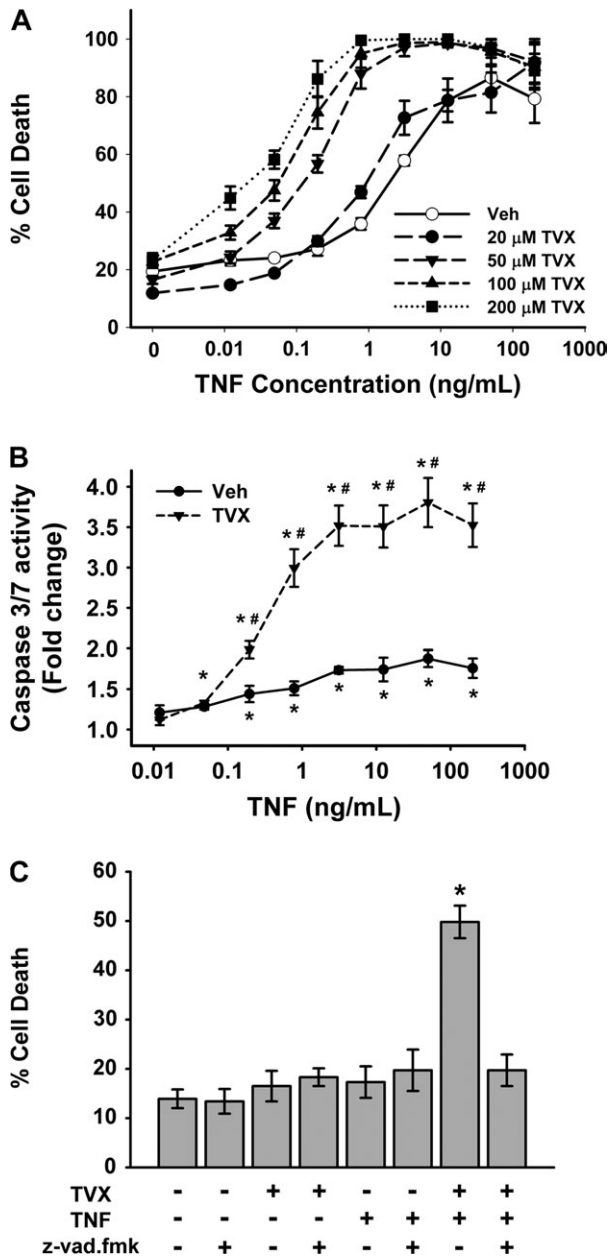 A
% Cell Death
100
80
60
40
20
0
Veh
20 μM TVX
50 μM TVX
100 μM TVX
200 μM TVX
0 0.01 0.1 1 10 100 1000
TNF Concentration (ng/mL)
B
Caspase 3/7 activity
(Fold change)
4.0
3.5
3.0
2.5
2.0
1.5
1.0
Veh
TVX
* *# *# *# *# *# *#
* * * * * *
0.01 0.1 1 10 100 1000
TNF (ng/mL)
C
% Cell Death
60
50
40
30
20
10
0
*
TVX - - + + - - + +
TNF - - - - + + + +
z-vad.fmk - + - + - + - +